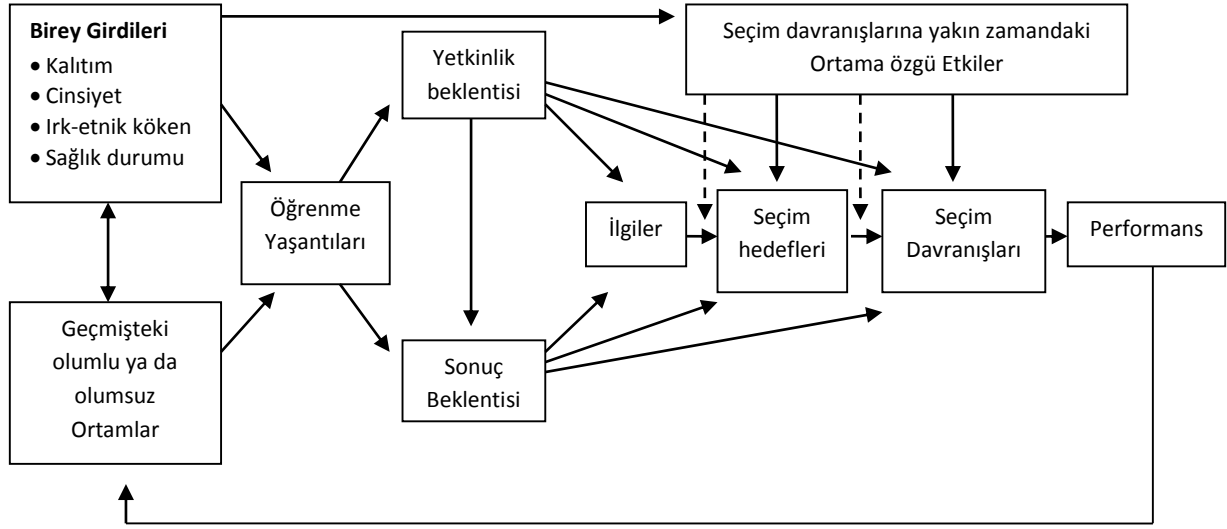 Birey Girdileri
• Kalıtım
• Cinsiyet
• Irk-etnik köken
• Sağlık durumu
Seçim davranışlarına yakın zamandaki
Ortama özgü Etkiler
Yetkinlik
beklentisi
Öğrenme
Yaşantıları
İlgiler
Seçim
hedefleri
Seçim
Davranışları
Performans
Geçmişteki
olumlu ya da
olumsuz
Ortamlar
Sonuç
Beklentisi